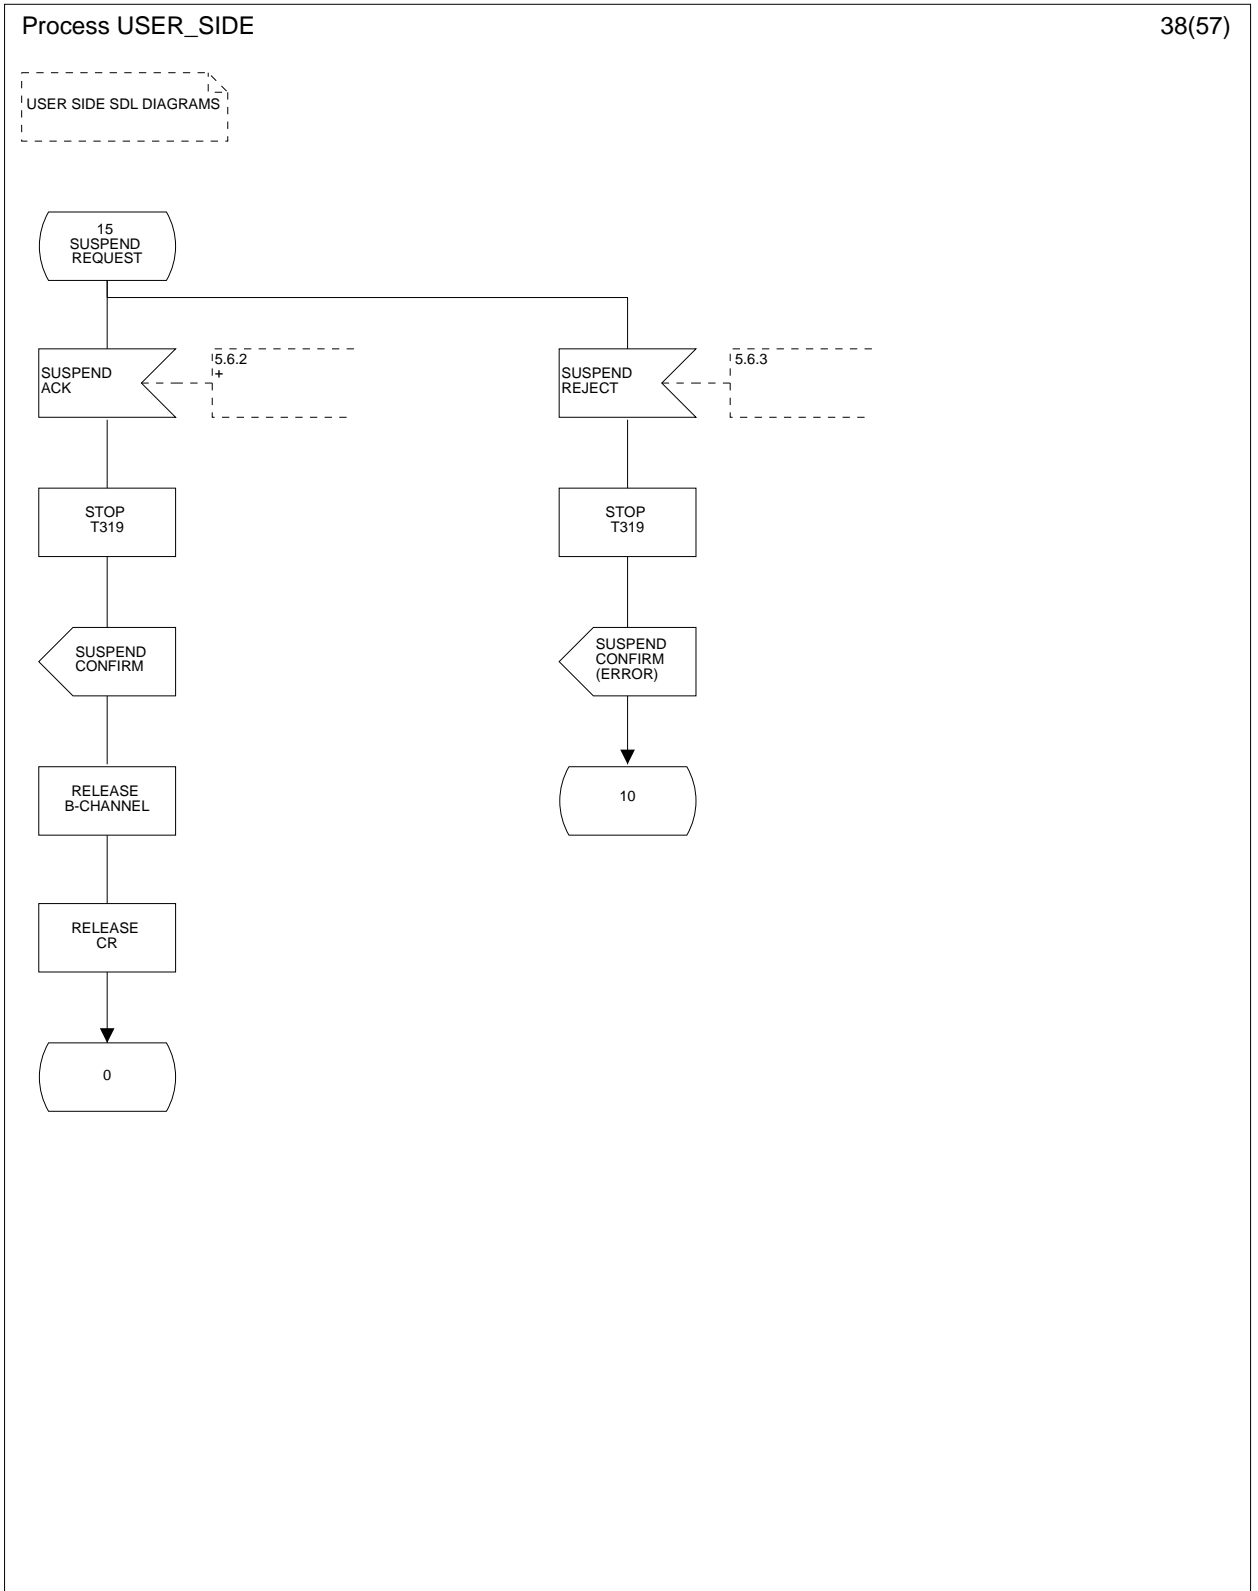 Process USER_SIDE
38(57)
USER SIDE SDL DIAGRAMS
15
SUSPEND
REQUEST
SUSPEND
ACK
5.6.2
+
SUSPEND
REJECT
5.6.3
STOP
T319
STOP
T319
SUSPEND
CONFIRM
SUSPEND
CONFIRM
(ERROR)
RELEASE
B-CHANNEL
10
RELEASE
CR
0